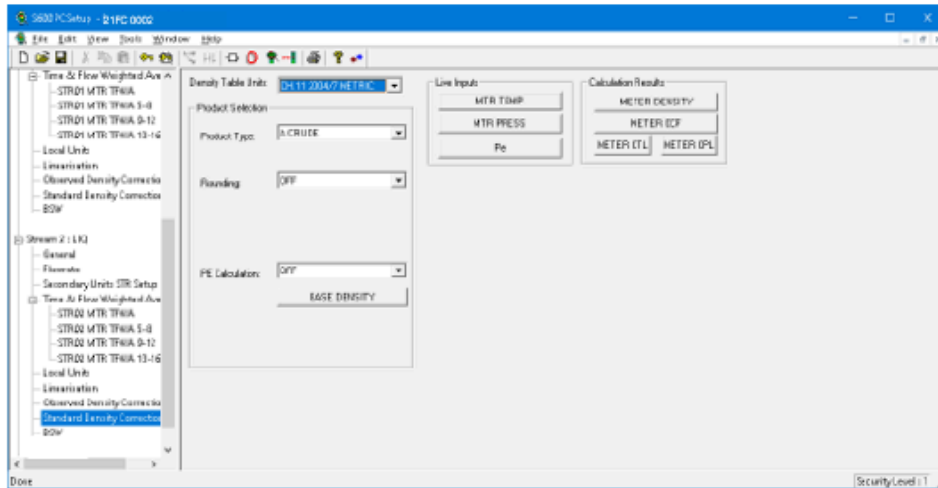 S600 PCSetup - 21FC 0002
File Edit View Tools Window Help
Time & Flow Weighted Ave
STR01 MTR TFWA
STR01 MTR TFWA 5-8
STR01 MTR TFWA 9-12
STR01 MTR TFWA 13-16
Local Units
Linearisation
Observed Density Correctio
Standard Density Correction
BSW
Stream 2 : LIQ
General
Flowrate
Secondary Units STR Setup
Time & Flow Weighted Ave
STR02 MTR TFWA
STR02 MTR TFWA 5-8
STR02 MTR TFWA 9-12
STR02 MTR TFWA 13-16
Local Units
Linearisation
Observed Density Correctio
Standard Density Correction
BSW
Density Table Units: CH.11 2004/7 METRIC
Product Selection
Product Type: A CRUDE
Rounding: OFF
PE Calculation: OFF
BASE DENSITY
Live Inputs
MTR TEMP
MTR PRESS
Pe
Calculation Results
METER DENSITY
METER CCF
METER CTL METER CPL
Done
Security Level : 1